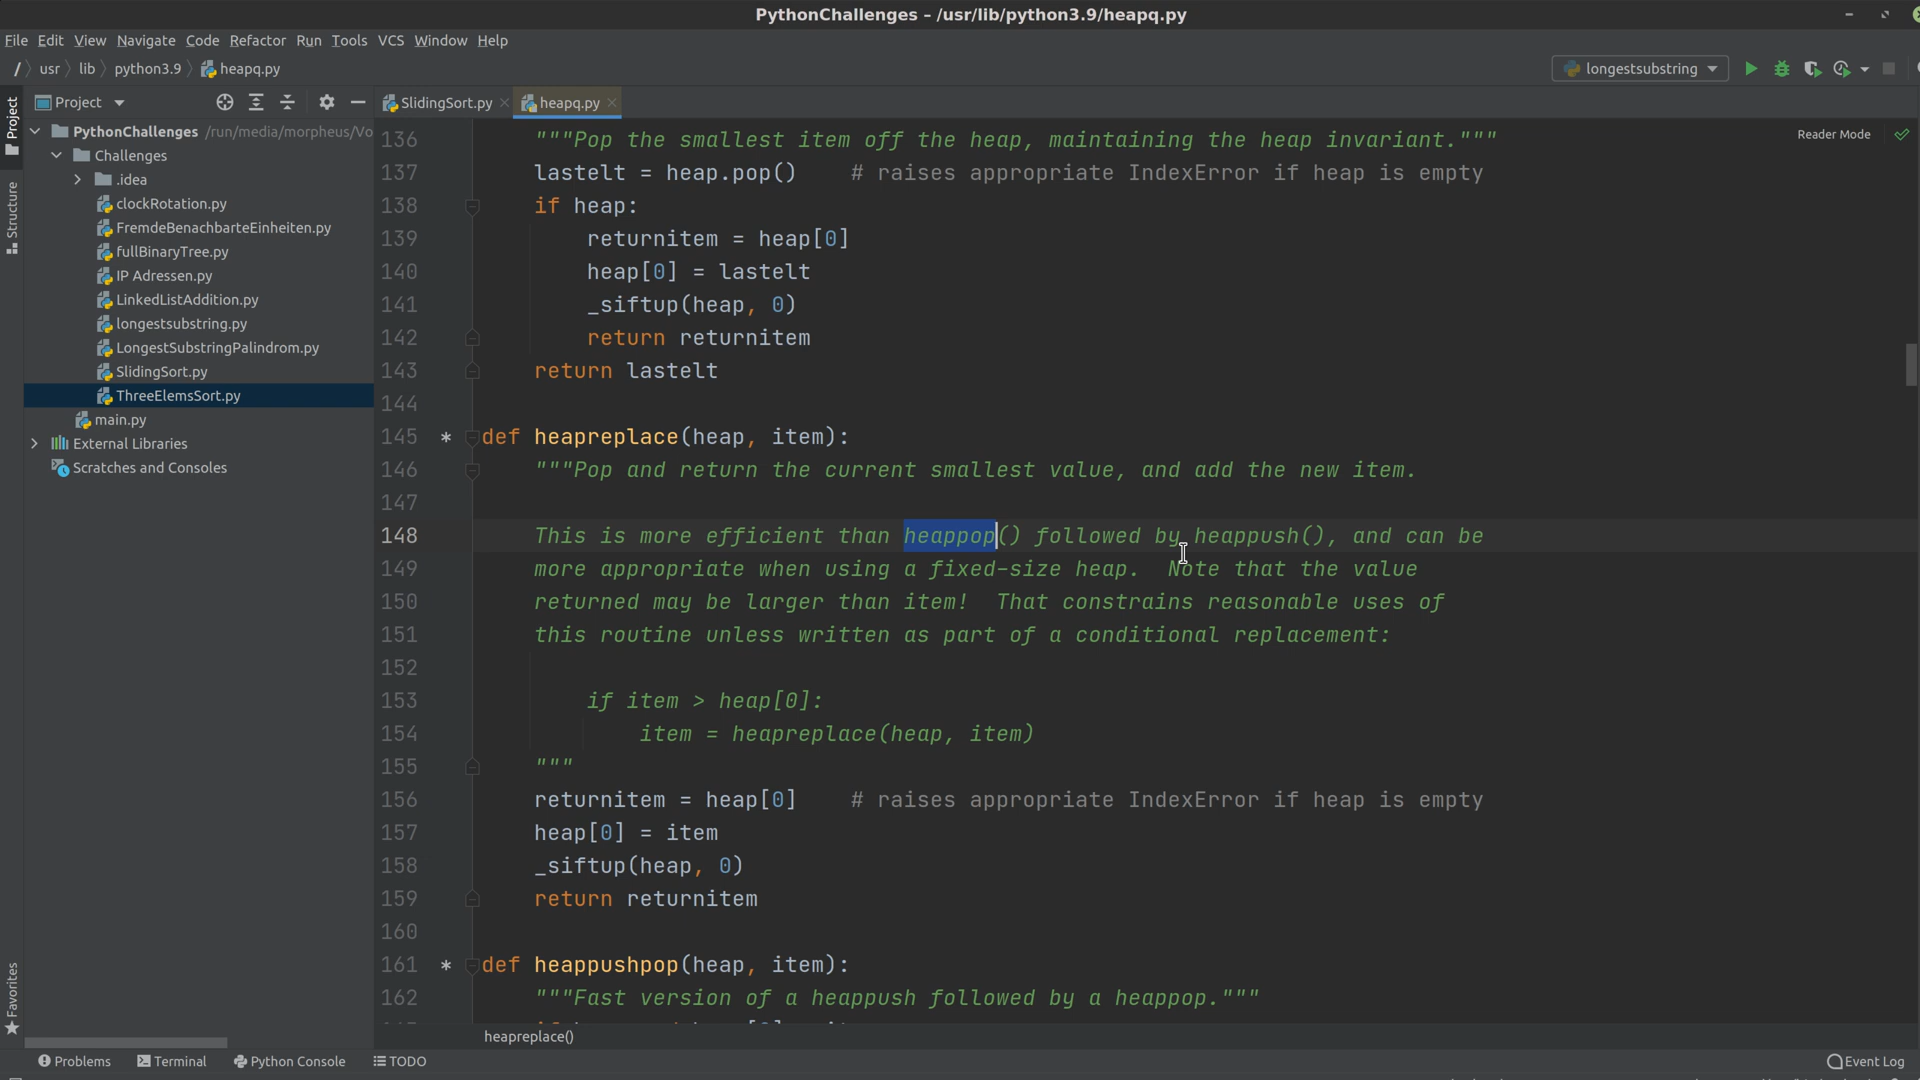 PythonChallenges – /usr/lib/python3.9/heapq.py
File Edit View Navigate Code Refactor Run Tools VCS Window Help
/ usr lib python3.9 heapq.py
longestsubstring
Project
SlidingSort.py
heapq.py
Project
Structure
Favorites
PythonChallenges /run/media/morpheus/Vo
Challenges
.idea
clockRotation.py
FremdeBenachbarteEinheiten.py
fullBinaryTree.py
IP Adressen.py
LinkedListAddition.py
longestsubstring.py
LongestSubstringPalindrom.py
SlidingSort.py
ThreeElemsSort.py
main.py
External Libraries
Scratches and Consoles
Reader Mode
136 """Pop the smallest item off the heap, maintaining the heap invariant."""
137 lastelt = heap.pop()    # raises appropriate IndexError if heap is empty
138 if heap:
139 returnitem = heap[0]
140 heap[0] = lastelt
141 _siftup(heap, 0)
142 return returnitem
143 return lastelt
144
145 * def heapreplace(heap, item):
146 """Pop and return the current smallest value, and add the new item.
147
148 This is more efficient than heappop() followed by heappush(), and can be
149 more appropriate when using a fixed-size heap.  Note that the value
150 returned may be larger than item!  That constrains reasonable uses of
151 this routine unless written as part of a conditional replacement:
152
153 if item > heap[0]:
154 item = heapreplace(heap, item)
155 """
156 returnitem = heap[0]    # raises appropriate IndexError if heap is empty
157 heap[0] = item
158 _siftup(heap, 0)
159 return returnitem
160
161 * def heappushpop(heap, item):
162 """Fast version of a heappush followed by a heappop."""
heapreplace()
Problems Terminal Python Console TODO
Event Log